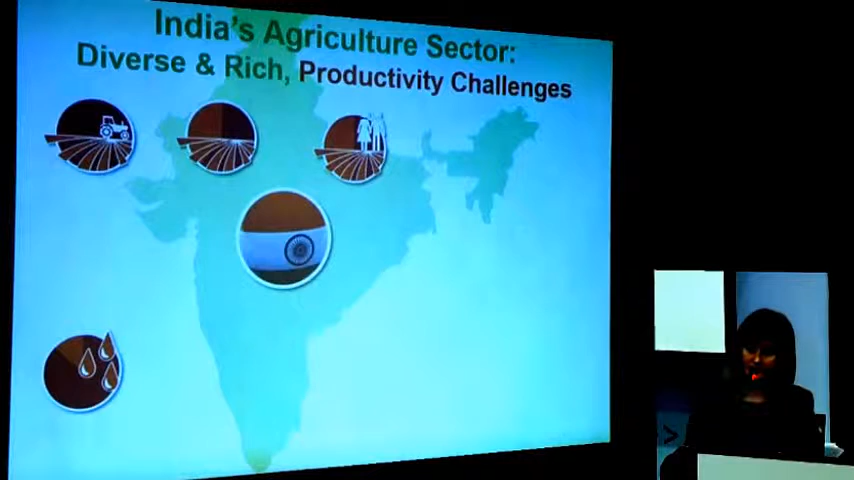 India's Agriculture Sector:
Diverse & Rich, Productivity Challenges